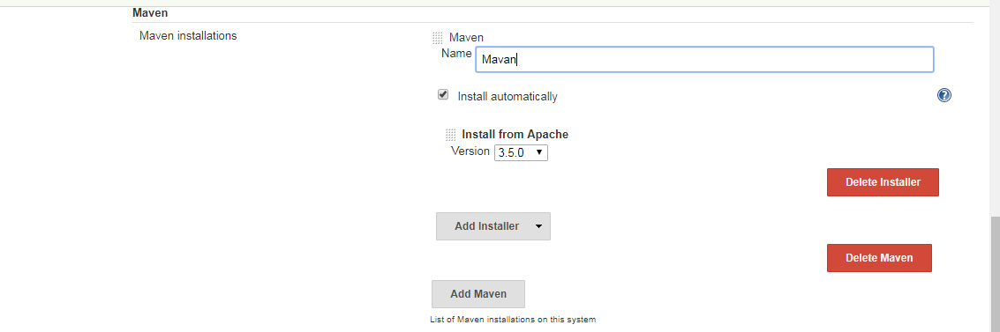 Maven
Maven installations
Maven
Name Mavan
Install automatically
?
Install from Apache
Version 3.5.0
Delete Installer
Add Installer
Delete Maven
Add Maven
List of Maven installations on this system